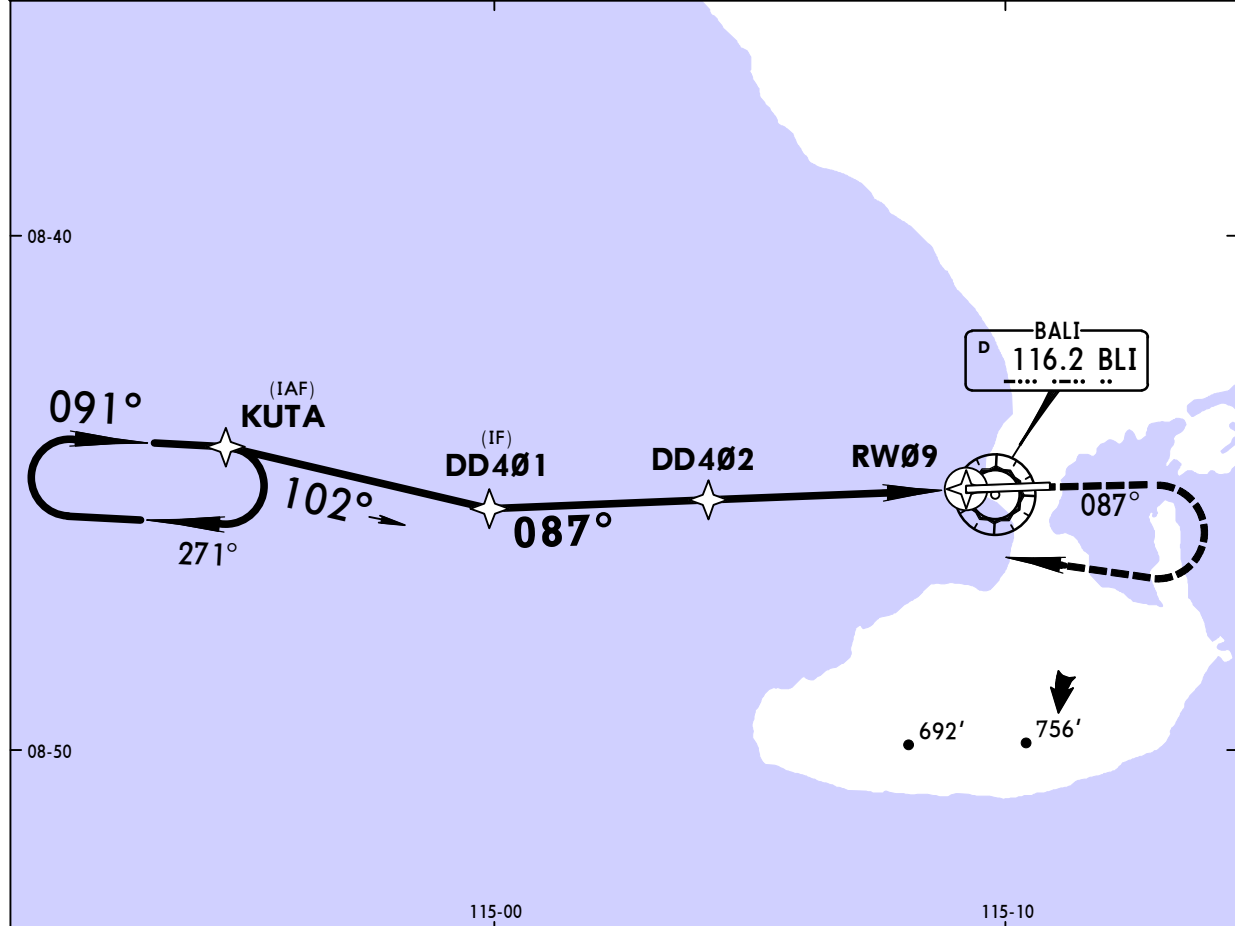 08-40
BALI
D 116.2 BLI
091°
(IAF)
KUTA
(IF)
DD4Ø1
DD4Ø2
RWØ9
102°
087°
087°
271°
692'
756'
08-50
115-00
115-10